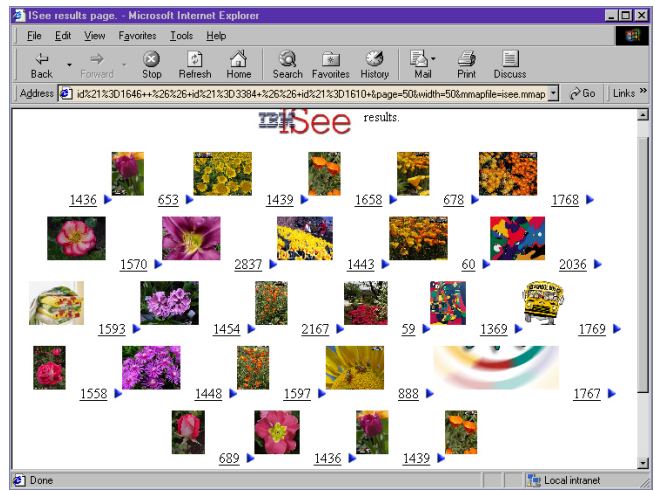 ISee results page. - Microsoft Internet Explorer
File Edit View Favorites Tools Help
Back Forward Stop Refresh Home Search Favorites History Mail Print Discuss
Address id%21%3D1646++%26%26+id%21%3D3384+%26%26+id%21%3D1610+&page=50&width=50&mmapfile=isee.mmap Go Links »
IBM ISee results.
1436 653 1439 1658 678 1768
1570 2837 1443 60 2036
1593 1454 2167 59 1369 1769
1558 1448 1597 888 1767
689 1436 1439
Done Local intranet